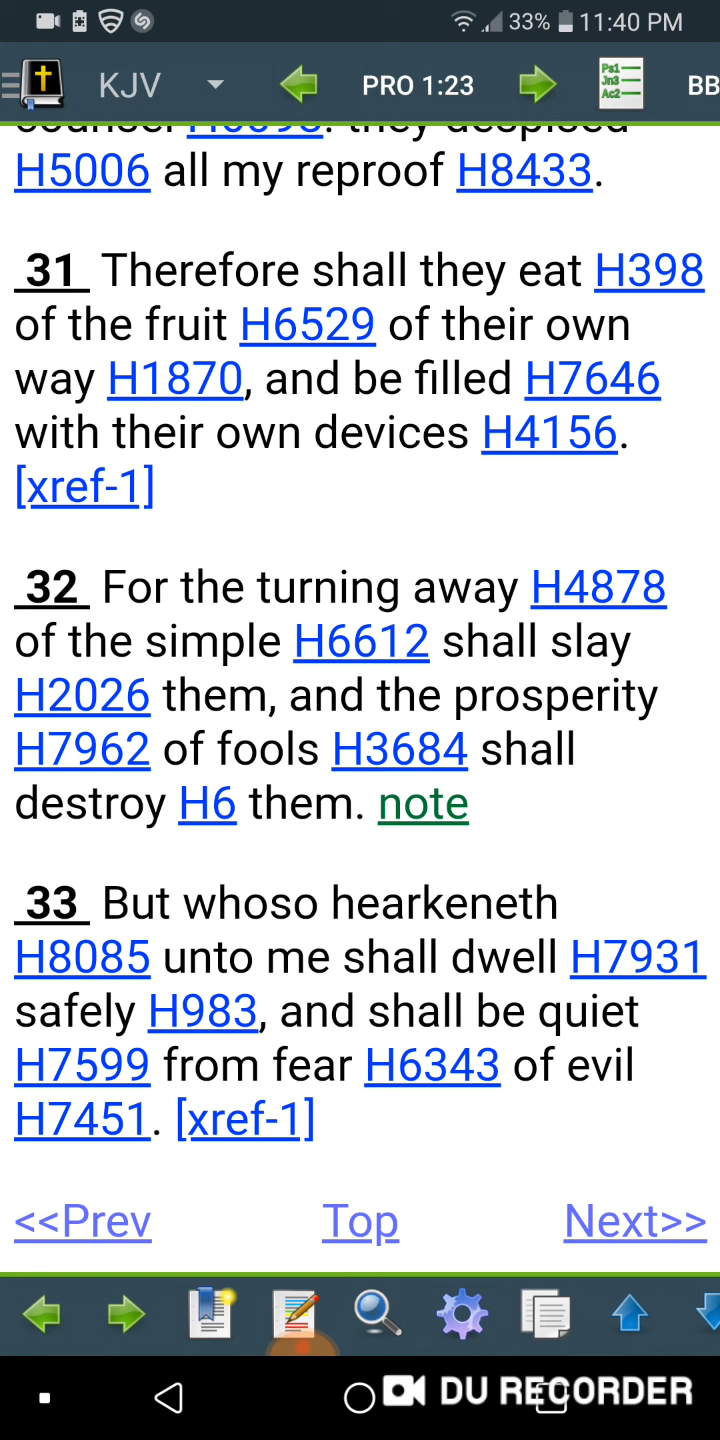 33% 11:40 PM
KJV PRO 1:23 Ps1 Jn3 Ac2 BB
H5006 all my reproof H8433.
31 Therefore shall they eat H398
of the fruit H6529 of their own
way H1870, and be filled H7646
with their own devices H4156.
[xref-1]
32 For the turning away H4878
of the simple H6612 shall slay
H2026 them, and the prosperity
H7962 of fools H3684 shall
destroy H6 them. note
33 But whoso hearkeneth
H8085 unto me shall dwell H7931
safely H983, and shall be quiet
H7599 from fear H6343 of evil
H7451. [xref-1]
<<Prev Top Next>>
DU RECORDER